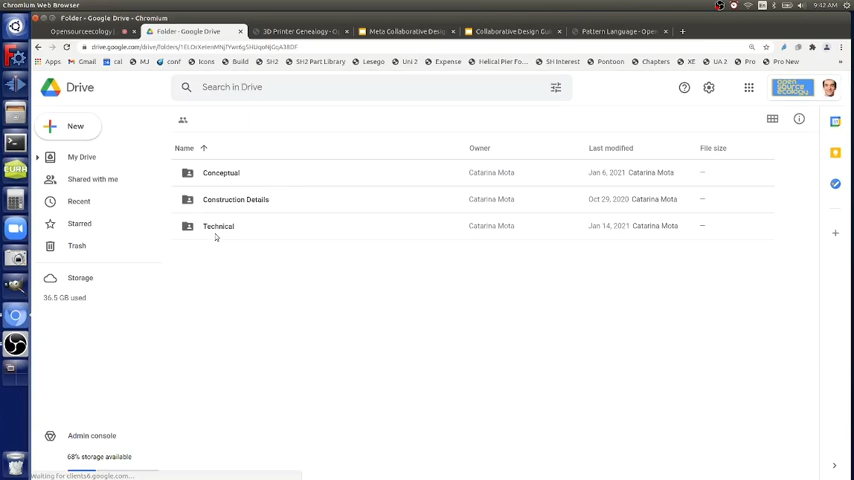 Chromium Web Browser
9:42 AM
Folder - Google Drive - Chromium
Opensourceecology |
Folder - Google Drive
3D Printer Genealogy - O
Meta Collaborative Design
Collaborative Design Gui
Pattern Language - Open
Apps
Gmail
cal
MJ
conf
Icons
Build
SH2
SH2 Part Library
Lesego
Uni 2
Expense
Helical Pier Fo...
SH Interest
Pontoon
Chapters
XE
UA 2
Pro
Pro New
Drive
Search in Drive
New
My Drive
Shared with me
Recent
Starred
Trash
Storage
36.5 GB used
Admin console
68% storage available
Name
Owner
Last modified
File size
Conceptual
Catarina Mota
Jan 6, 2021 Catarina Mota
—
Construction Details
Catarina Mota
Oct 29, 2020 Catarina Mota
—
Technical
Catarina Mota
Jan 14, 2021 Catarina Mota
—
Waiting for clients6.google.com...